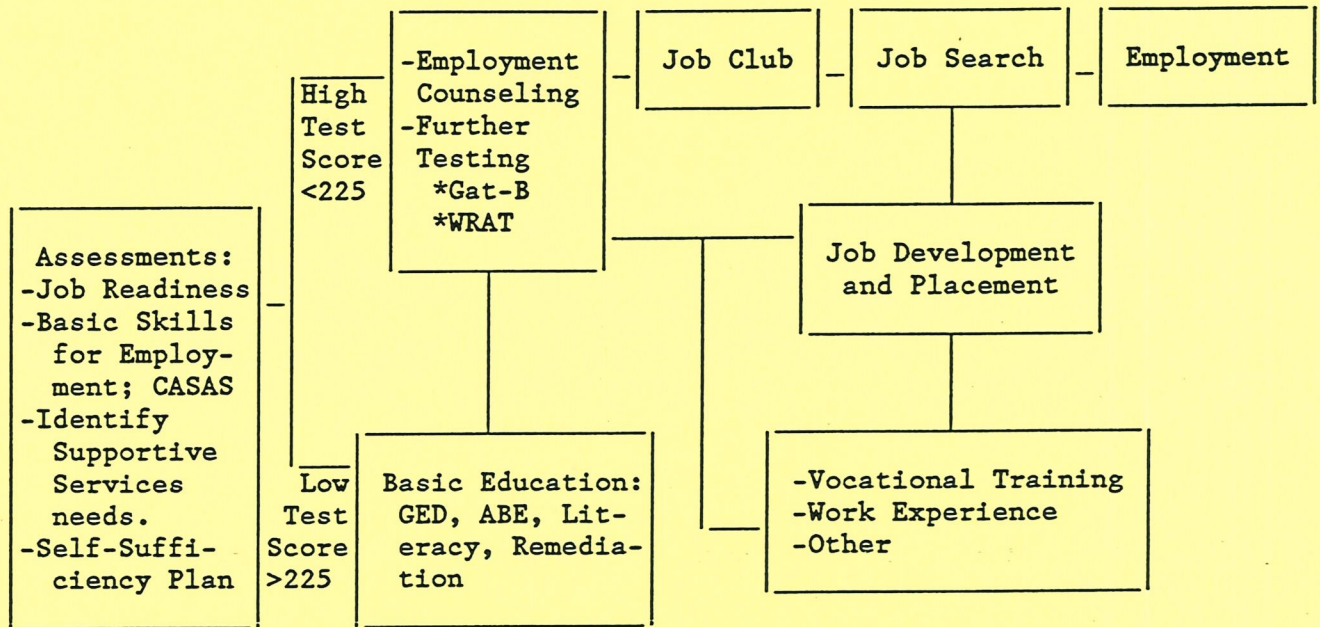 Assessments:
-Job Readiness
-Basic Skills
for Employ-
ment; CASAS
-Identify
Supportive
Services
needs.
-Self-Suffi-
ciency Plan
High
Test
Score
<225
Low
Test
Score
>225
-Employment
Counseling
-Further
Testing
*Gat-B
*WRAT
Basic Education:
GED, ABE, Lit-
eracy, Remedia-
tion
Job Club
Job Search
Employment
Job Development
and Placement
-Vocational Training
-Work Experience
-Other